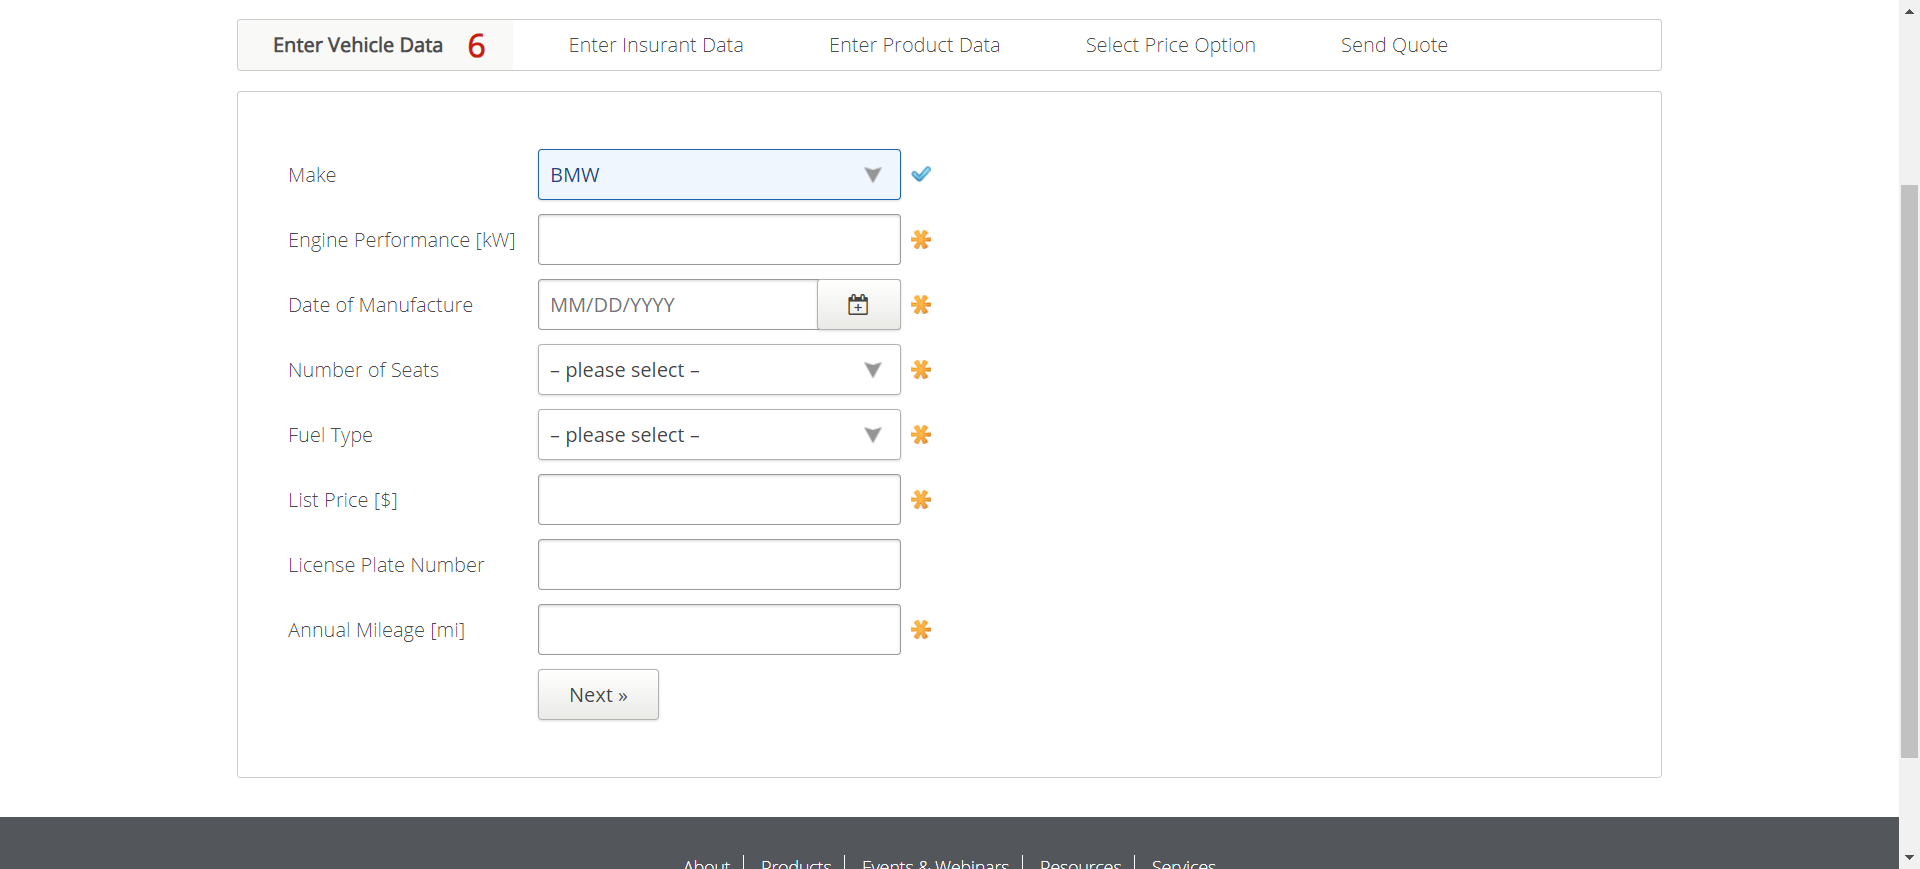 Enter Vehicle Data 6 Enter Insurant Data Enter Product Data Select Price Option Send Quote
Make BMW
Engine Performance [kW]
Date of Manufacture MM/DD/YYYY
Number of Seats – please select –
Fuel Type – please select –
List Price [$]
License Plate Number
Annual Mileage [mi]
Next »
About Products Events & Webinars Resources Services